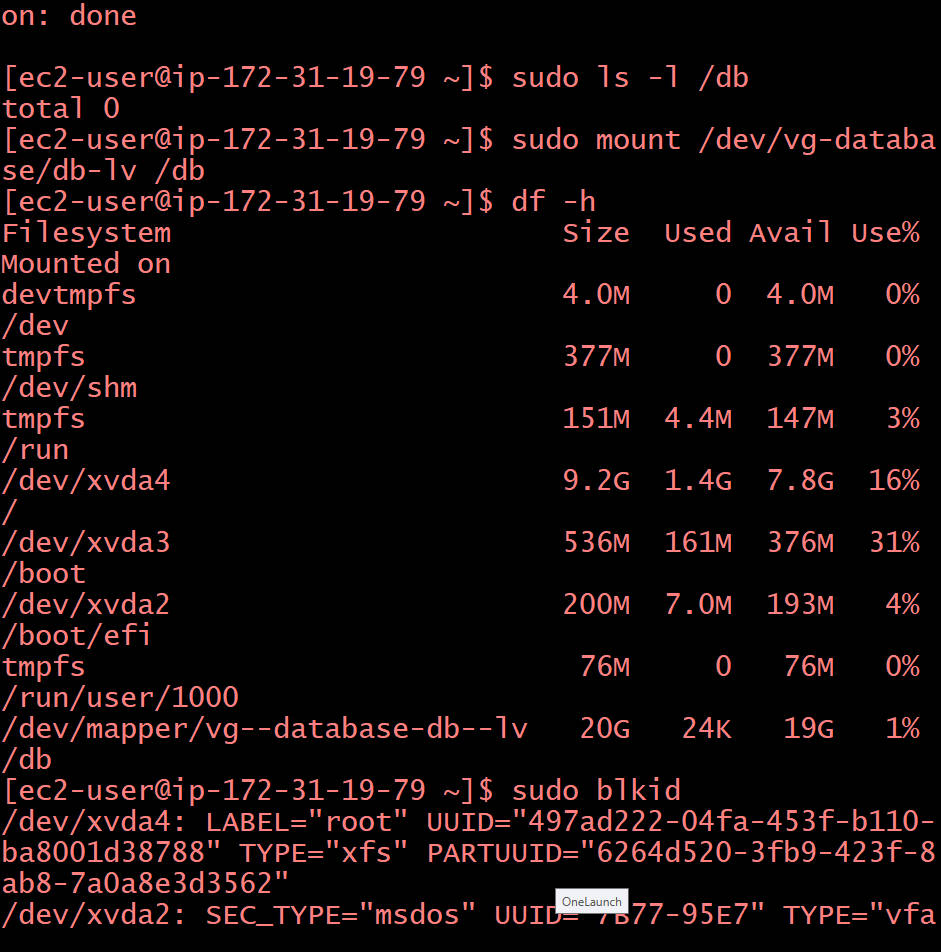 on: done
[ec2-user@ip-172-31-19-79 ~]$ sudo ls -l /db
total 0
[ec2-user@ip-172-31-19-79 ~]$ sudo mount /dev/vg-databa
se/db-lv /db
[ec2-user@ip-172-31-19-79 ~]$ df -h
Filesystem Size Used Avail Use%
Mounted on
devtmpfs 4.0M 0 4.0M 0%
/dev
tmpfs 377M 0 377M 0%
/dev/shm
tmpfs 151M 4.4M 147M 3%
/run
/dev/xvda4 9.2G 1.4G 7.8G 16%
/
/dev/xvda3 536M 161M 376M 31%
/boot
/dev/xvda2 200M 7.0M 193M 4%
/boot/efi
tmpfs 76M 0 76M 0%
/run/user/1000
/dev/mapper/vg--database-db--lv 20G 24K 19G 1%
/db
[ec2-user@ip-172-31-19-79 ~]$ sudo blkid
/dev/xvda4: LABEL="root" UUID="497ad222-04fa-453f-b110-
ba8001d38788" TYPE="xfs" PARTUUID="6264d520-3fb9-423f-8
ab8-7a0a8e3d3562"
OneLaunch
/dev/xvda2: SEC_TYPE="msdos" UUID="7B77-95E7" TYPE="vfa